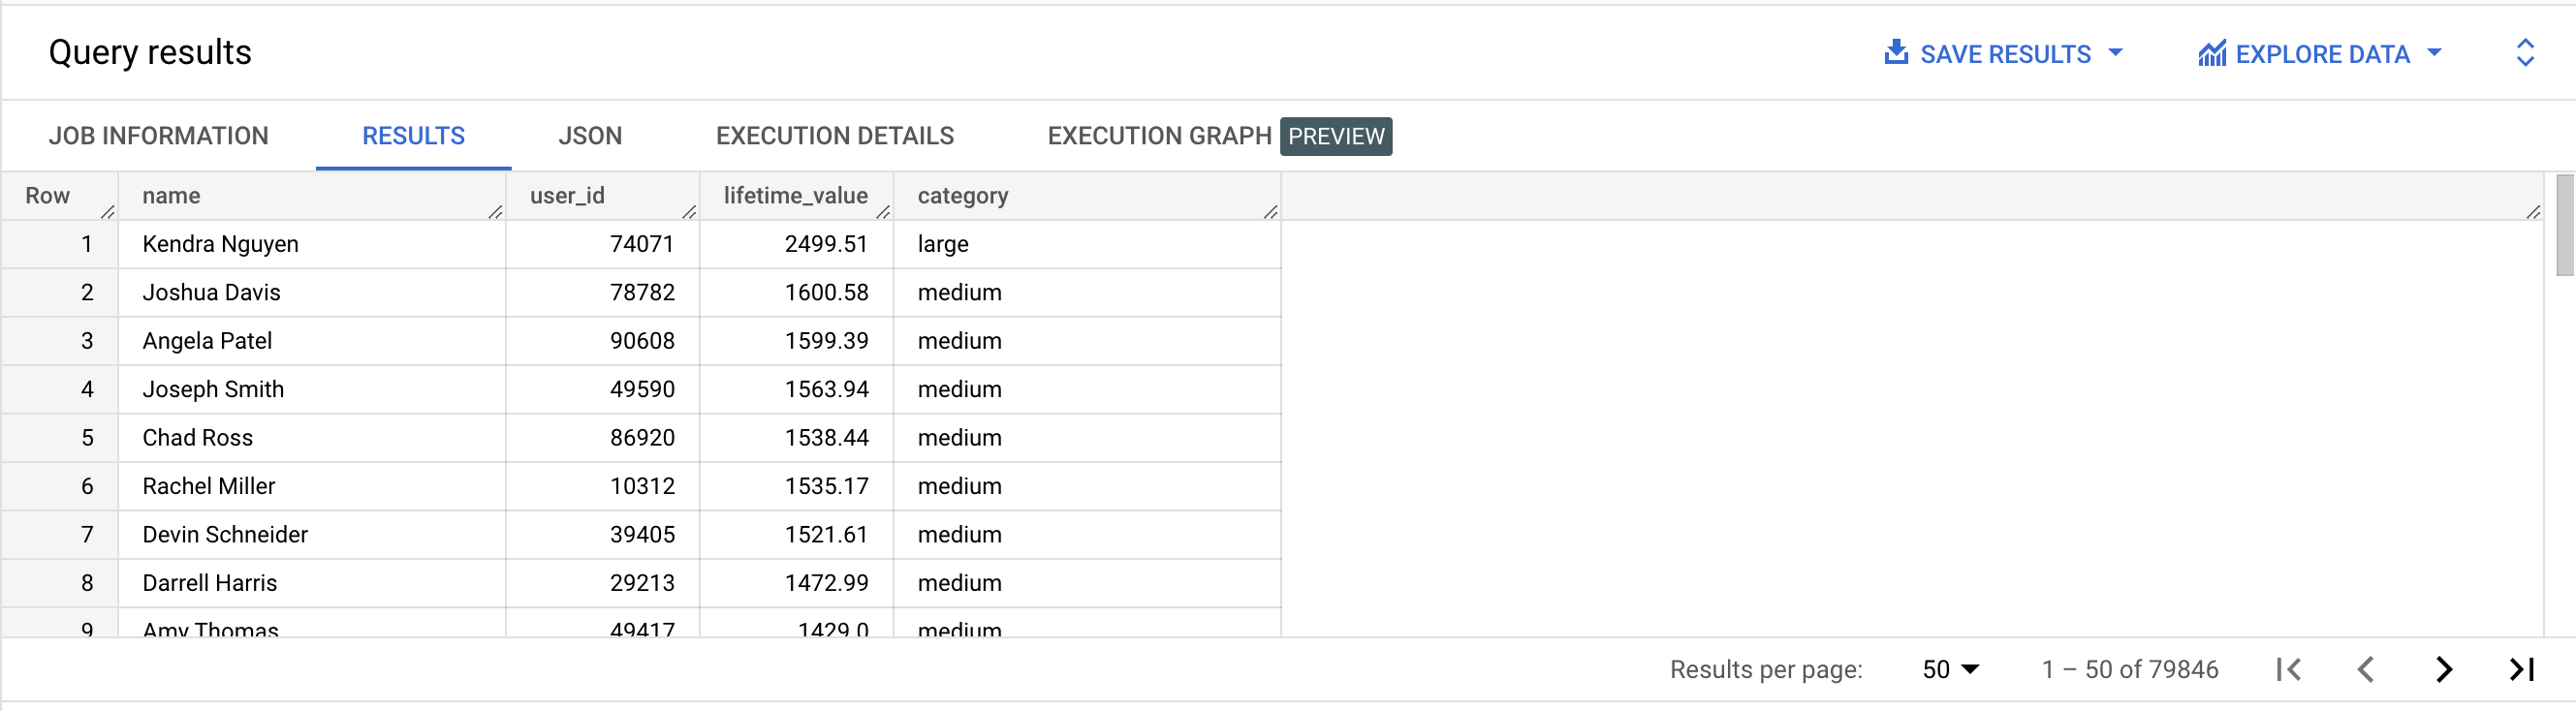 Query results SAVE RESULTS EXPLORE DATA
JOB INFORMATION RESULTS JSON EXECUTION DETAILS EXECUTION GRAPH PREVIEW
Row name user_id lifetime_value category
1 Kendra Nguyen 74071 2499.51 large
2 Joshua Davis 78782 1600.58 medium
3 Angela Patel 90608 1599.39 medium
4 Joseph Smith 49590 1563.94 medium
5 Chad Ross 86920 1538.44 medium
6 Rachel Miller 10312 1535.17 medium
7 Devin Schneider 39405 1521.61 medium
8 Darrell Harris 29213 1472.99 medium
9 Amy Thomas 49417 1429.0 medium
Results per page: 50 1 – 50 of 79846